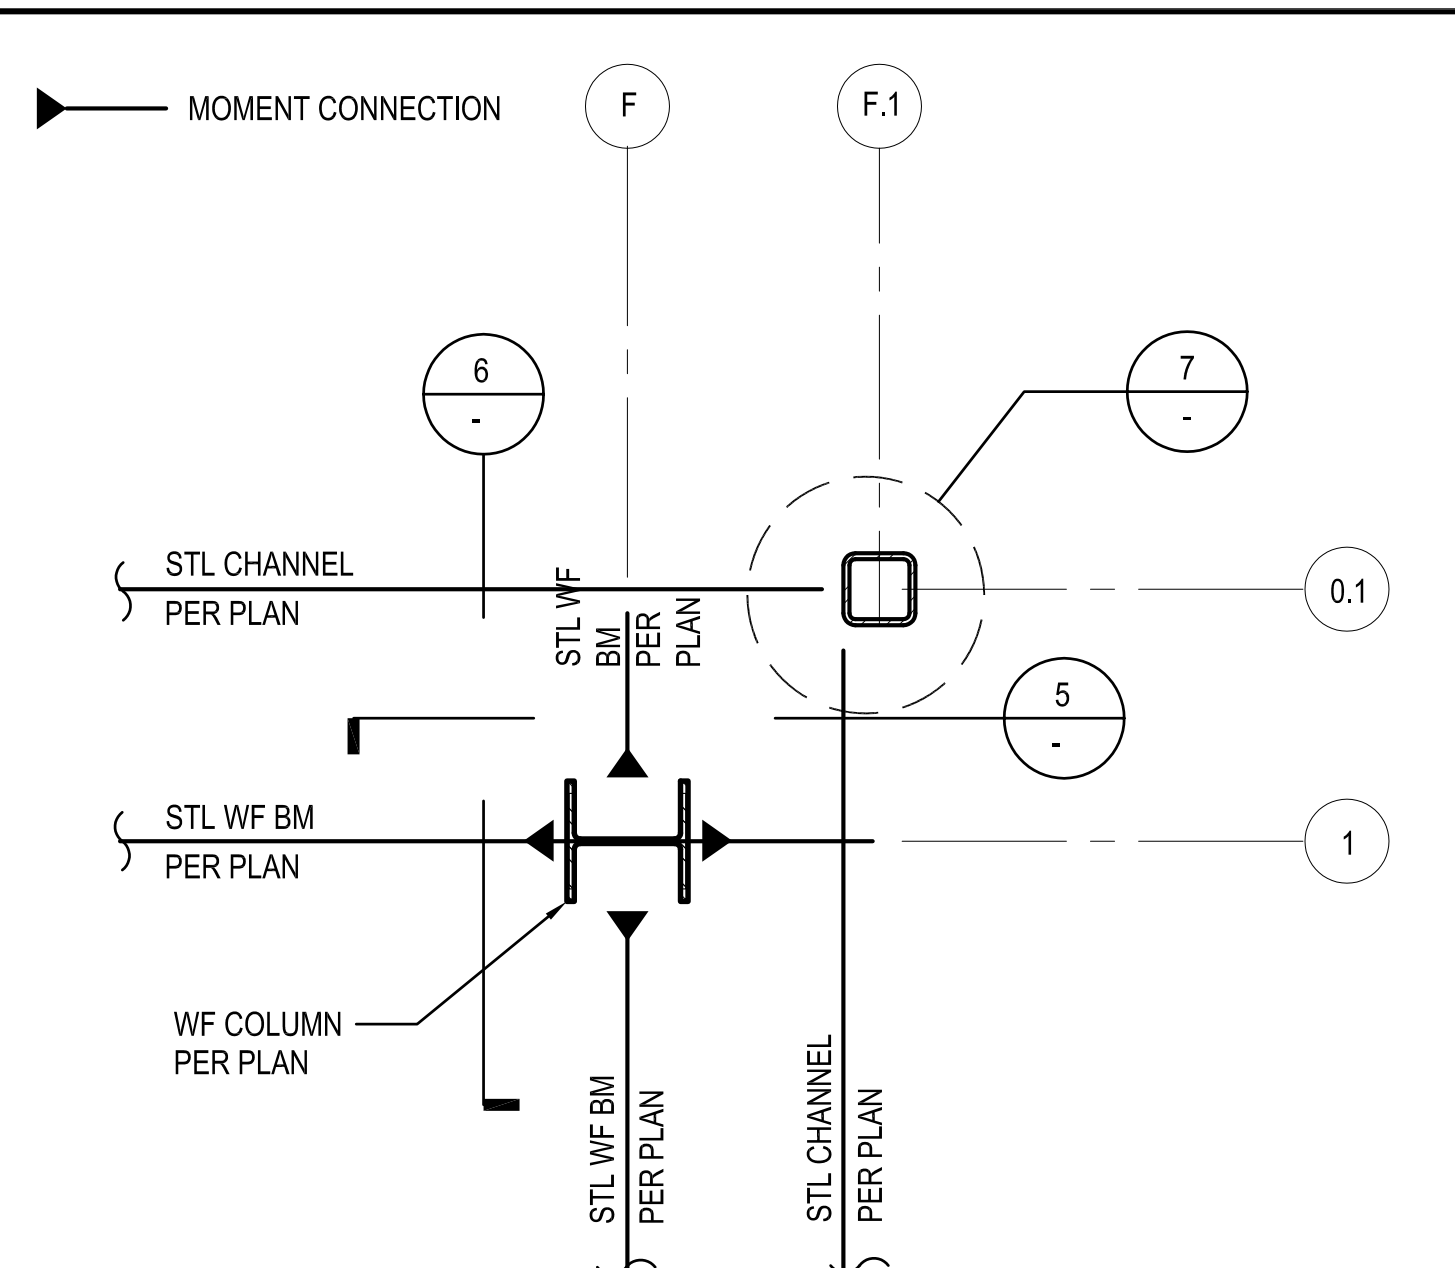 MOMENT CONNECTION
F
F.1
6
-
7
-
STL CHANNEL
PER PLAN
STL WF
BM
PER
PLAN
0.1
5
-
STL WF BM
PER PLAN
1
WF COLUMN
PER PLAN
STL WF BM
PER PLAN
STL CHANNEL
PER PLAN